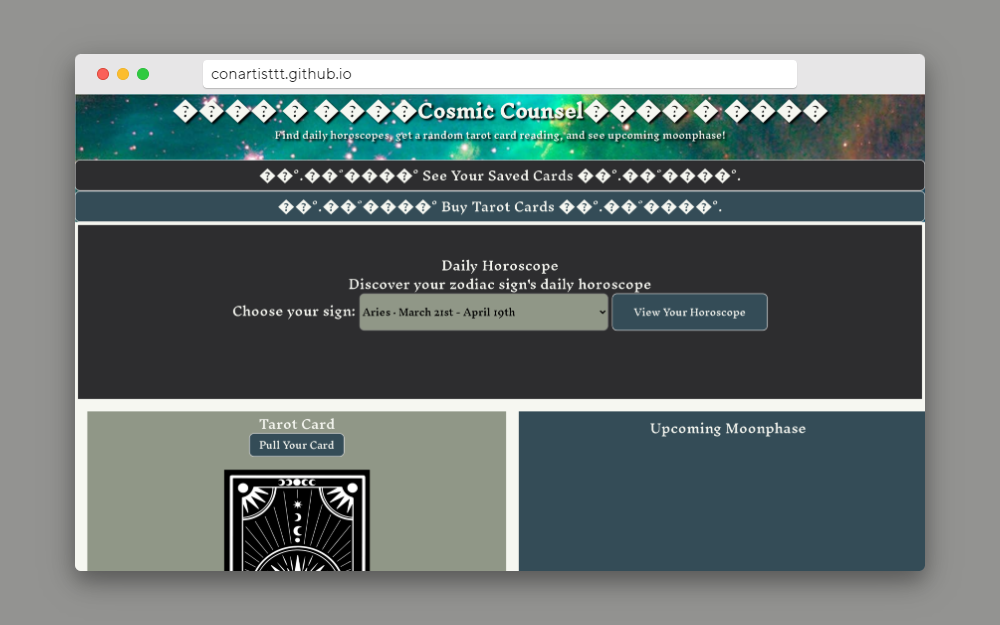 conartisttt.github.io
����.� ����Cosmic Counsel���� �.����
Find daily horoscopes, get a random tarot card reading, and see upcoming moonphase!
��°.��˚����° See Your Saved Cards ��°.��˚����°.
��°.��˚����° Buy Tarot Cards ��°.��˚����°.
Daily Horoscope
Discover your zodiac sign's daily horoscope
Choose your sign: Aries · March 21st - April 19th View Your Horoscope
Tarot Card
Pull Your Card
Upcoming Moonphase